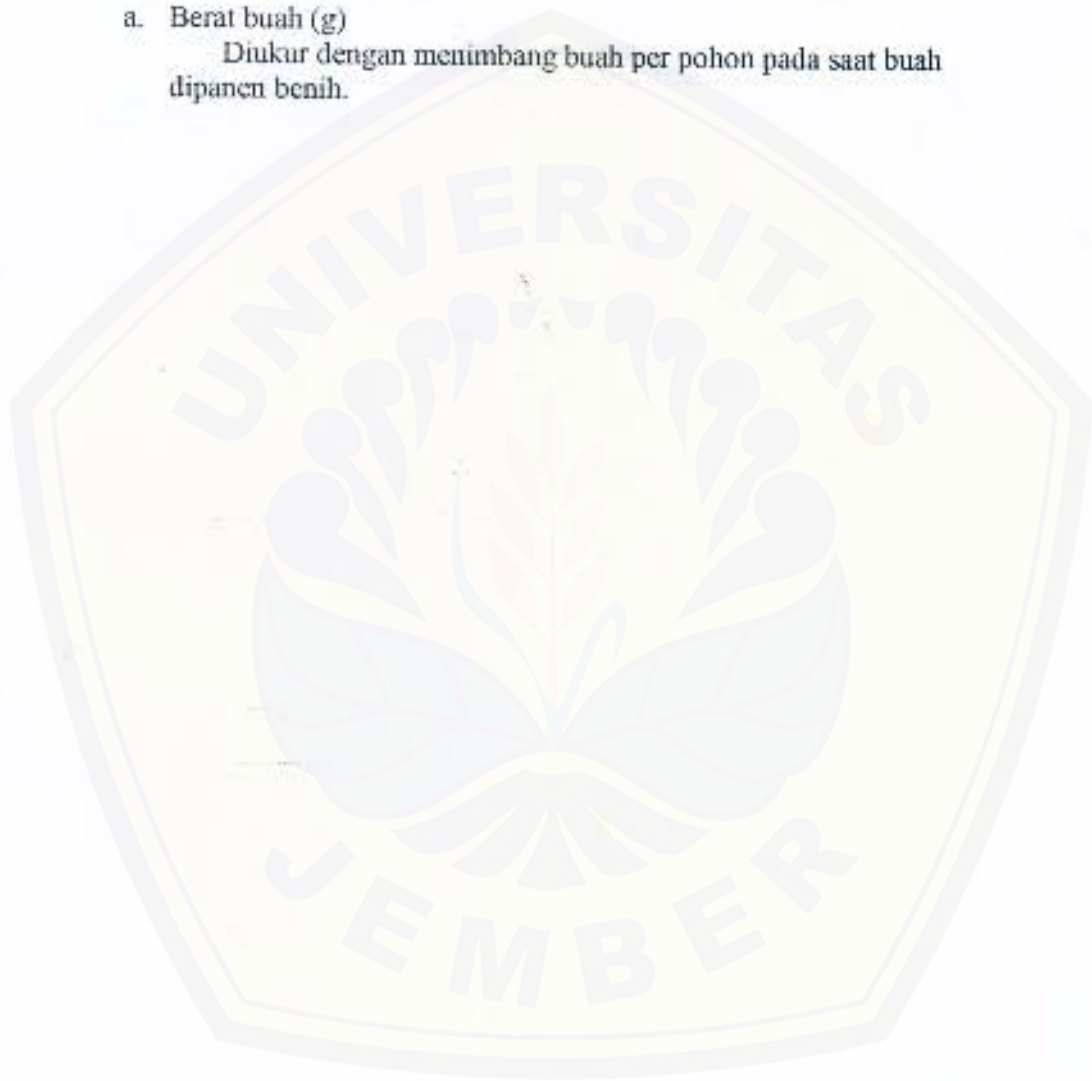 a. Berat buah (g)
Diukur dengan menimbang buah per pohon pada saat buah
dipanen benih.
UNIVERSITAS
JEMBER